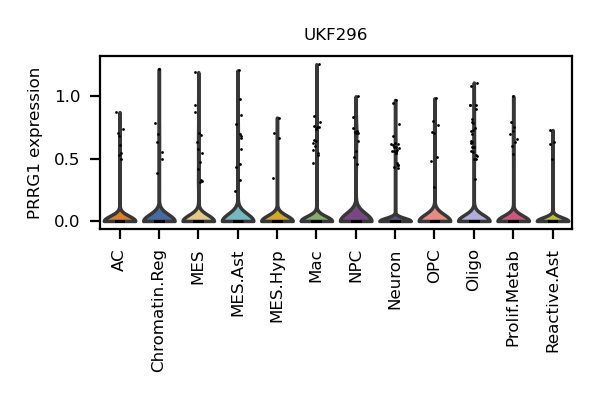 UKF296
PRRG1 expression
1.0
0.5
0.0
AC
Chromatin.Reg
MES
MES.Ast
MES.Hyp
Mac
NPC
Neuron
OPC
Oligo
Prolif.Metab
Reactive.Ast